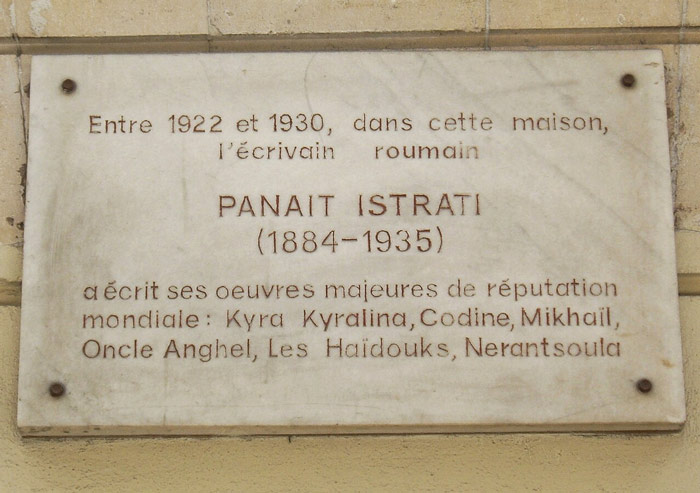 Entre 1922 et 1930, dans cette maison,
l'écrivain roumain
PANAIT ISTRATI
(1884-1935)
a écrit ses oeuvres majeures de réputation
mondiale: Kyra Kyralina, Codine, Mikhaïl,
Oncle Anghel, Les Haïdouks, Nerantsoula